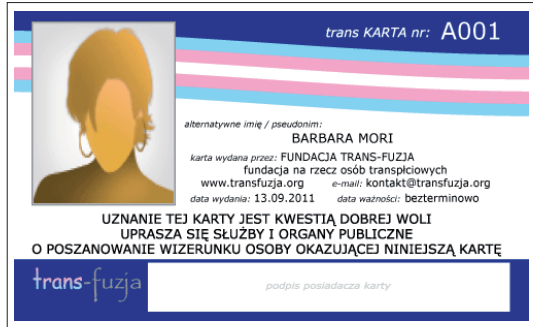 trans KARTA nr: A001
alternatywne imię / pseudonim:
BARBARA MORI
karta wydana przez: FUNDACJA TRANS-FUZJA
fundacja na rzecz osób transpłciowych
www.transfuzja.org e-mail: kontakt@transfuzja.org
data wydania: 13.09.2011 data ważności: bezterminowo
UZNANIE TEJ KARTY JEST KWESTIĄ DOBREJ WOLI
UPRASZA SIĘ SŁUŻBY I ORGANY PUBLICZNE
O POSZANOWANIE WIZERUNKU OSOBY OKAZUJĄCEJ NINIEJSZĄ KARTĘ
trans-fuzja
podpis posiadacza karty